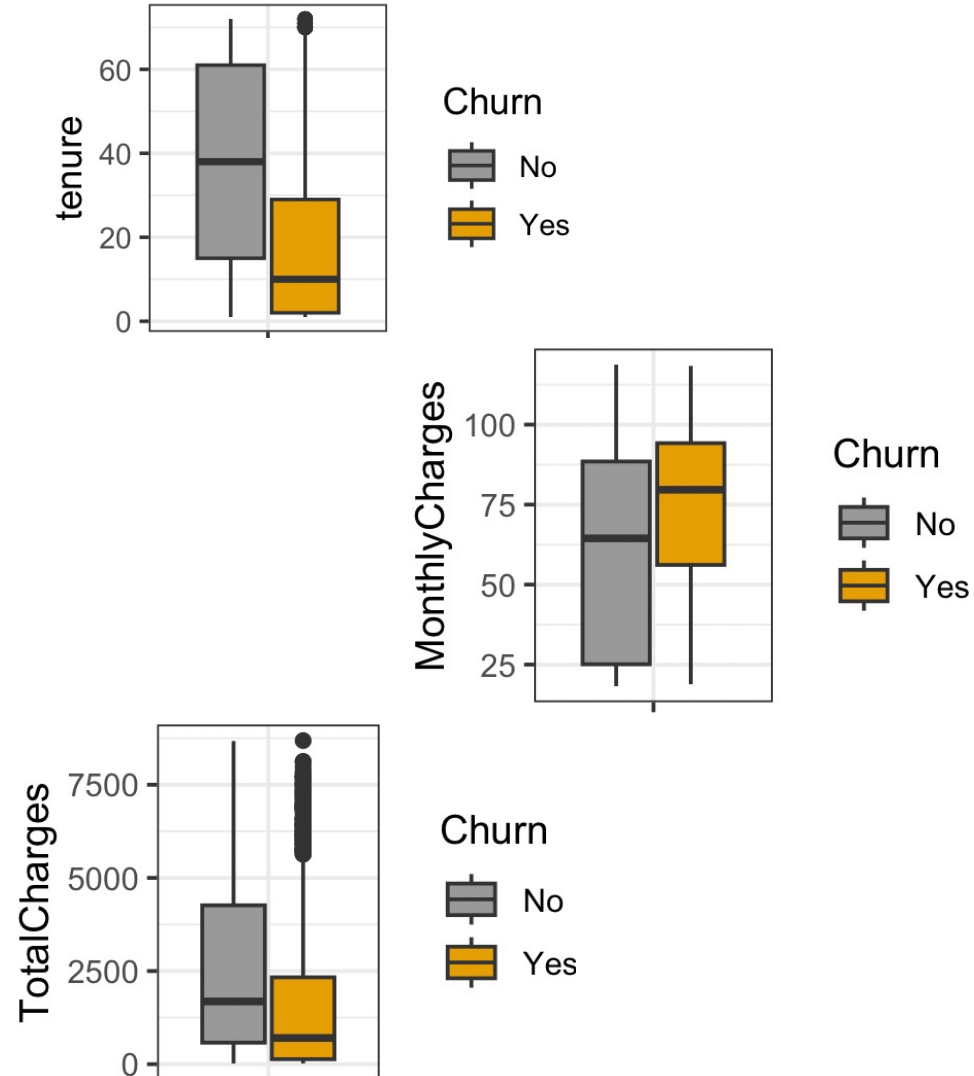 tenure
60
40
20
0
Churn
No
Yes
MonthlyCharges
100
75
50
25
Churn
No
Yes
TotalCharges
7500
5000
2500
0
Churn
No
Yes